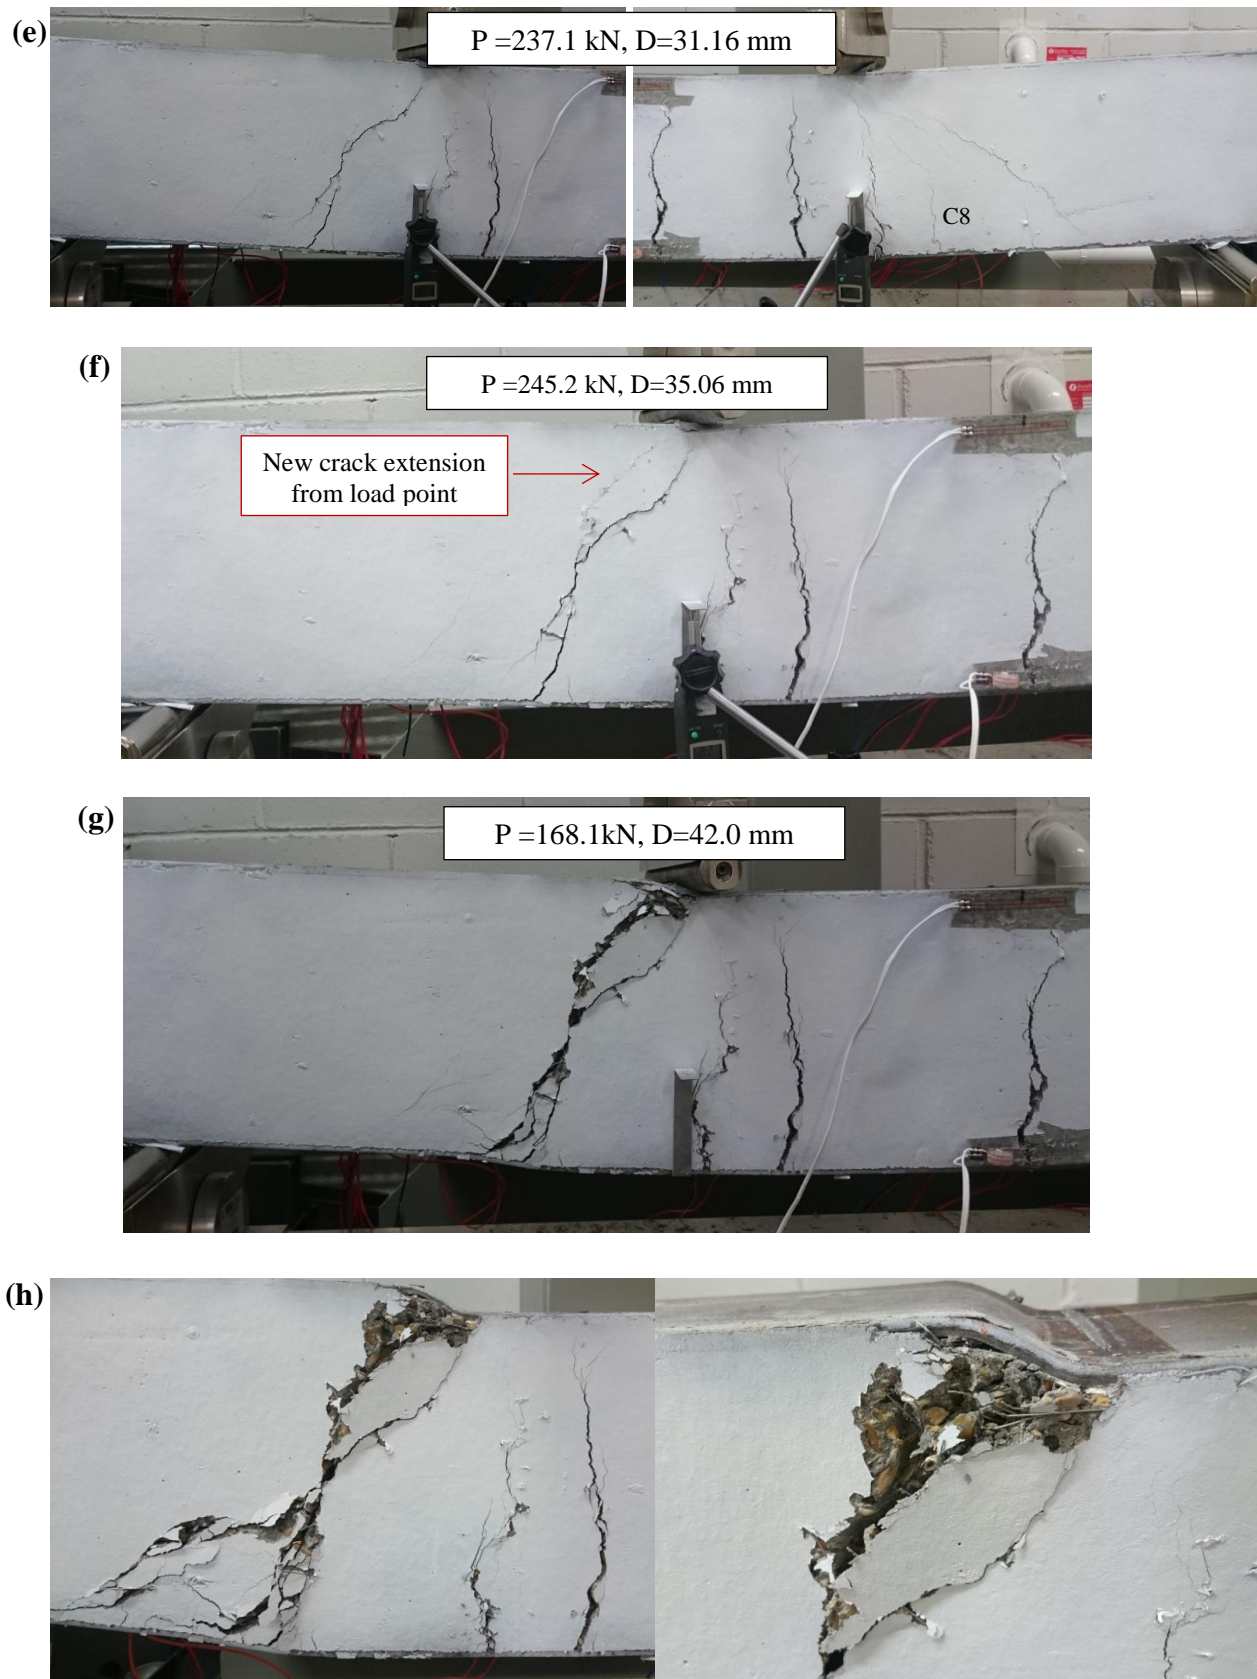 (e)
P =237.1 kN, D=31.16 mm
C8
(f)
P =245.2 kN, D=35.06 mm
New crack extension
from load point
(g)
P =168.1kN, D=42.0 mm
(h)